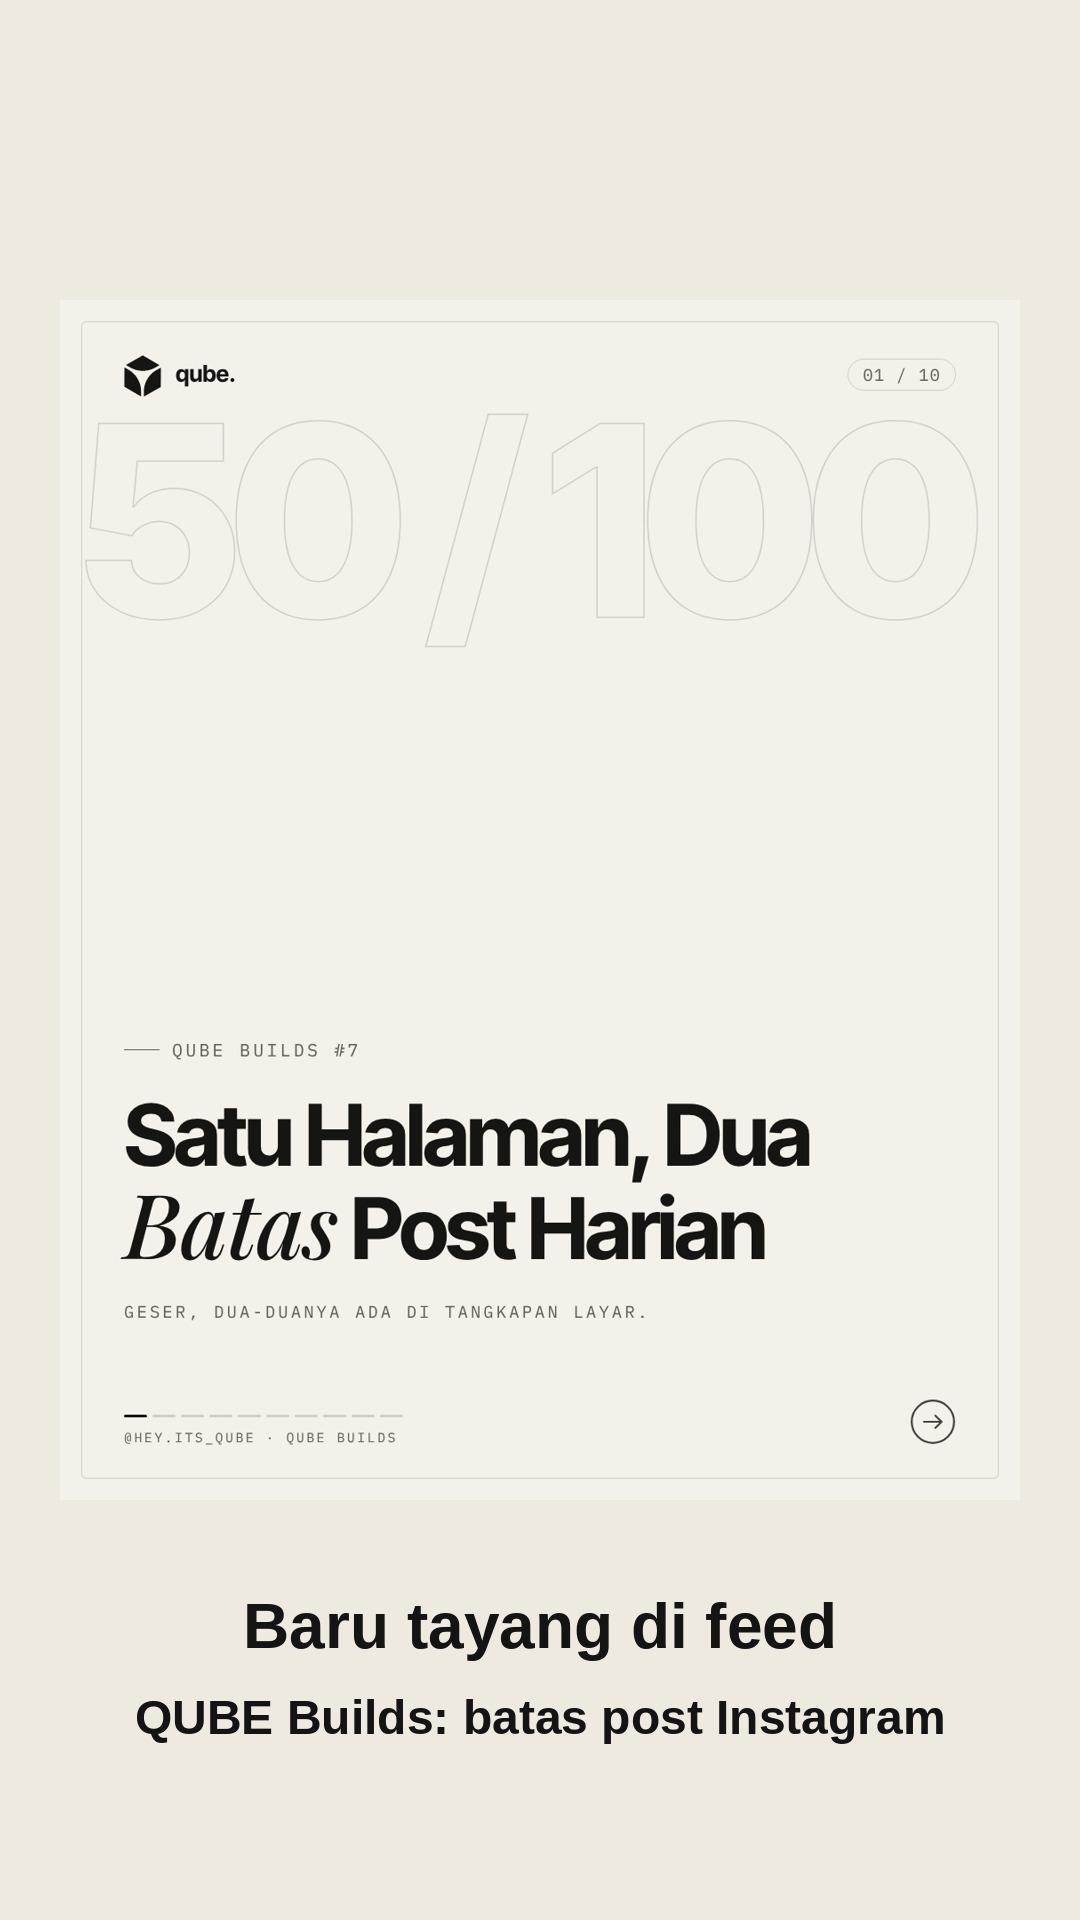 qube.
01 / 10
50/100
QUBE BUILDS #7
Satu Halaman, Dua
Batas Post Harian
GESER, DUA-DUANYA ADA DI TANGKAPAN LAYAR.
@HEY.ITS_QUBE · QUBE BUILDS
Baru tayang di feed
QUBE Builds: batas post Instagram